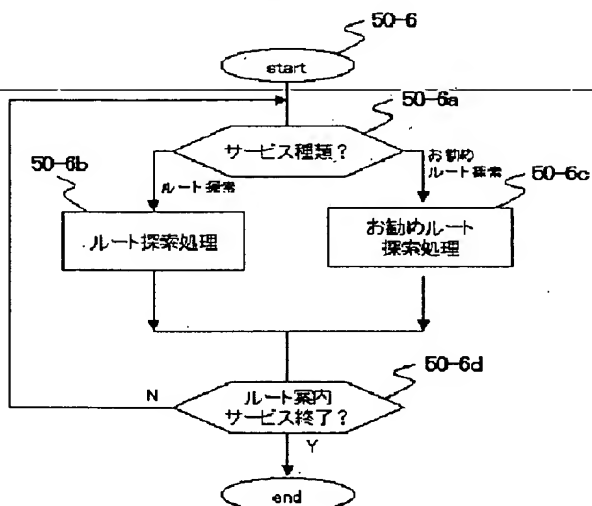 50-6
start
50-6a
サービス種類?
お勧め
ルート探索
50-6b
ルート探索
50-6c
ルート探索処理
お勧めルート
探索処理
50-6d
N
ルート案内
サービス終了?
Y
end